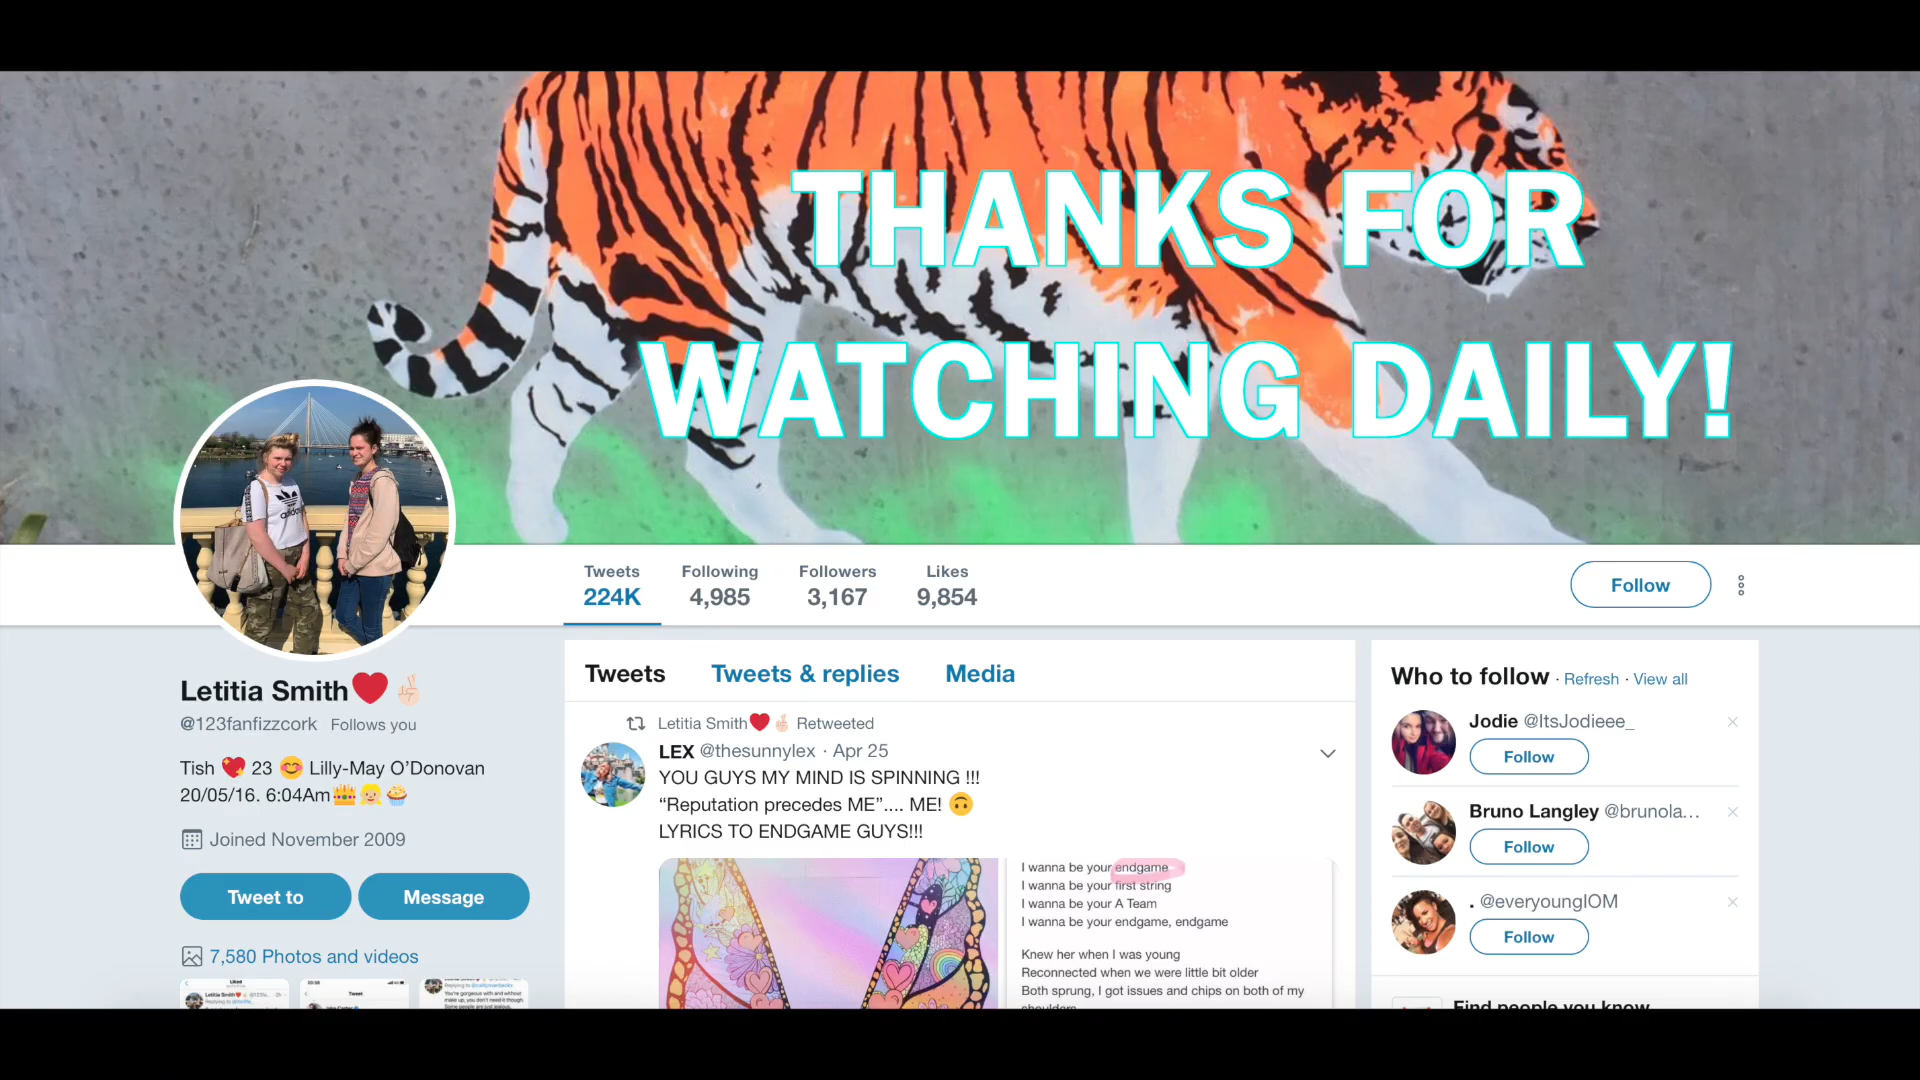 THANKS FOR
WATCHING DAILY!
Tweets Following Followers Likes
224K 4,985 3,167 9,854
Follow
Letitia Smith❤️🤞🏻
@123fanfizzcork Follows you
Tish 💖 23 😊 Lilly-May O’Donovan
20/05/16. 6:04Am👑👱🏼‍♀️🧁
Joined November 2009
Tweet to Message
7,580 Photos and videos
Tweets Tweets & replies Media
Letitia Smith❤️🤞🏻 Retweeted
LEX @thesunnylex · Apr 25
YOU GUYS MY MIND IS SPINNING !!!
“Reputation precedes ME”.... ME! 🙃
LYRICS TO ENDGAME GUYS!!!
I wanna be your endgame
I wanna be your first string
I wanna be your A Team
I wanna be your endgame, endgame
Knew her when I was young
Reconnected when we were little bit older
Both sprung, I got issues and chips on both of my
shoulders
Who to follow · Refresh · View all
Jodie @ItsJodieee_
Follow
Bruno Langley @brunola...
Follow
. @everyoungIOM
Follow
Find people you know